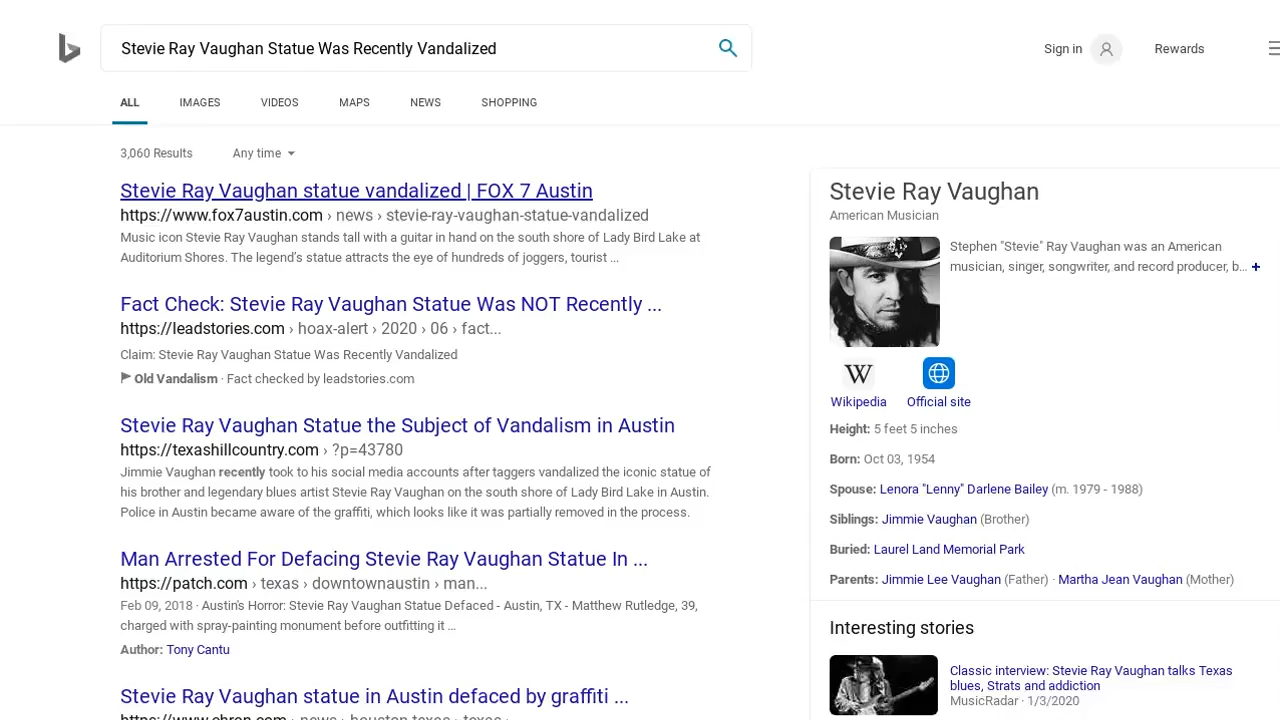 Stevie Ray Vaughan Statue Was Recently Vandalized
Sign in
Rewards
ALL
IMAGES
VIDEOS
MAPS
NEWS
SHOPPING
3,060 Results
Any time
Stevie Ray Vaughan statue vandalized | FOX 7 Austin
https://www.fox7austin.com › news › stevie-ray-vaughan-statue-vandalized
Music icon Stevie Ray Vaughan stands tall with a guitar in hand on the south shore of Lady Bird Lake at
Auditorium Shores. The legend's statue attracts the eye of hundreds of joggers, tourist ...
Fact Check: Stevie Ray Vaughan Statue Was NOT Recently ...
https://leadstories.com › hoax-alert › 2020 › 06 › fact...
Claim: Stevie Ray Vaughan Statue Was Recently Vandalized
Old Vandalism · Fact checked by leadstories.com
Stevie Ray Vaughan Statue the Subject of Vandalism in Austin
https://texashillcountry.com › ?p=43780
Jimmie Vaughan recently took to his social media accounts after taggers vandalized the iconic statue of
his brother and legendary blues artist Stevie Ray Vaughan on the south shore of Lady Bird Lake in Austin.
Police in Austin became aware of the graffiti, which looks like it was partially removed in the process.
Man Arrested For Defacing Stevie Ray Vaughan Statue In ...
https://patch.com › texas › downtownaustin › man...
Feb 09, 2018 · Austin's Horror: Stevie Ray Vaughan Statue Defaced - Austin, TX - Matthew Rutledge, 39,
charged with spray-painting monument before outfitting it ...
Author: Tony Cantu
Stevie Ray Vaughan statue in Austin defaced by graffiti ...
https://www.chron.com › news › houston-texas › texas ›
Stevie Ray Vaughan
American Musician
Stephen "Stevie" Ray Vaughan was an American
musician, singer, songwriter, and record producer, b... +
W
Wikipedia
Official site
Height: 5 feet 5 inches
Born: Oct 03, 1954
Spouse: Lenora "Lenny" Darlene Bailey (m. 1979 - 1988)
Siblings: Jimmie Vaughan (Brother)
Buried: Laurel Land Memorial Park
Parents: Jimmie Lee Vaughan (Father) · Martha Jean Vaughan (Mother)
Interesting stories
Classic interview: Stevie Ray Vaughan talks Texas
blues, Strats and addiction
MusicRadar · 1/3/2020